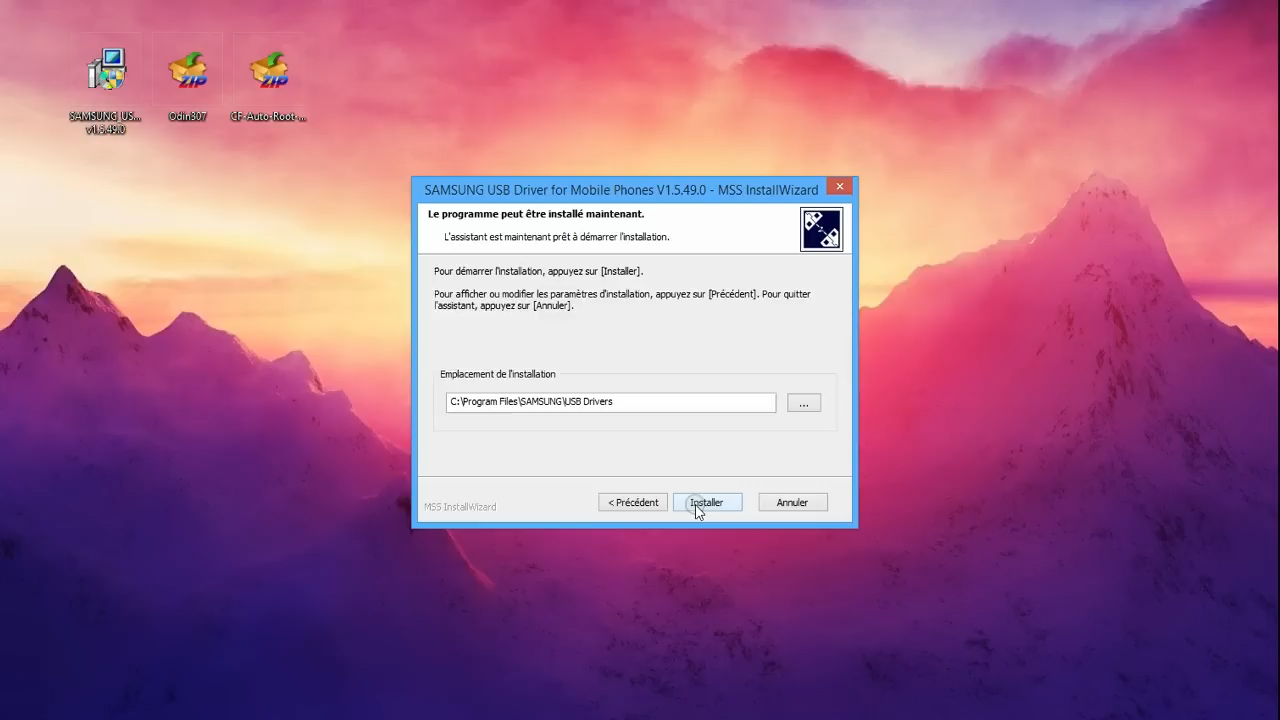 SAMSUNG_US...
v1.5.49.0
Odin307
CF-Auto-Root-...
SAMSUNG USB Driver for Mobile Phones V1.5.49.0 - MSS InstallWizard
Le programme peut être installé maintenant.
L'assistant est maintenant prêt à démarrer l'installation.
Pour démarrer l'installation, appuyez sur [Installer].
Pour afficher ou modifier les paramètres d'installation, appuyez sur [Précédent]. Pour quitter
l'assistant, appuyez sur [Annuler].
Emplacement de l'installation
C:\Program Files\SAMSUNG\USB Drivers
...
MSS InstallWizard
< Précédent
Installer
Annuler